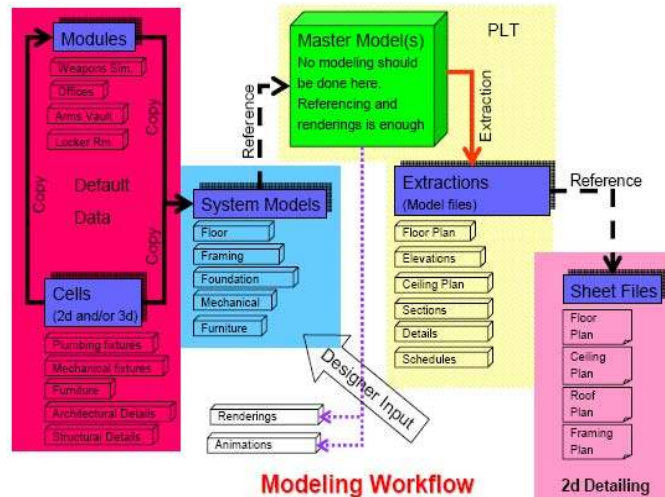 Modules
Weapons Sim.
Offices
Arms Vault
Locker Rm.
Copy
Copy
Default
Data
Copy
Cells
(2d and/or 3d)
Plumbing fixtures
Mechanical fixtures
Furniture
Architectural Details
Structural Details
Reference
System Models
Floor
Framing
Foundation
Mechanical
Furniture
Designer Input
Master Model(s)
No modeling should
be done here.
Referencing and
renderings is enough
PLT
Extraction
Extractions
(Model files)
Floor Plan
Elevations
Ceiling Plan
Sections
Details
Schedules
Reference
Sheet Files
Floor
Plan
Ceiling
Plan
Roof
Plan
Framing
Plan
2d Detailing
Renderings
Animations
Modeling Workflow